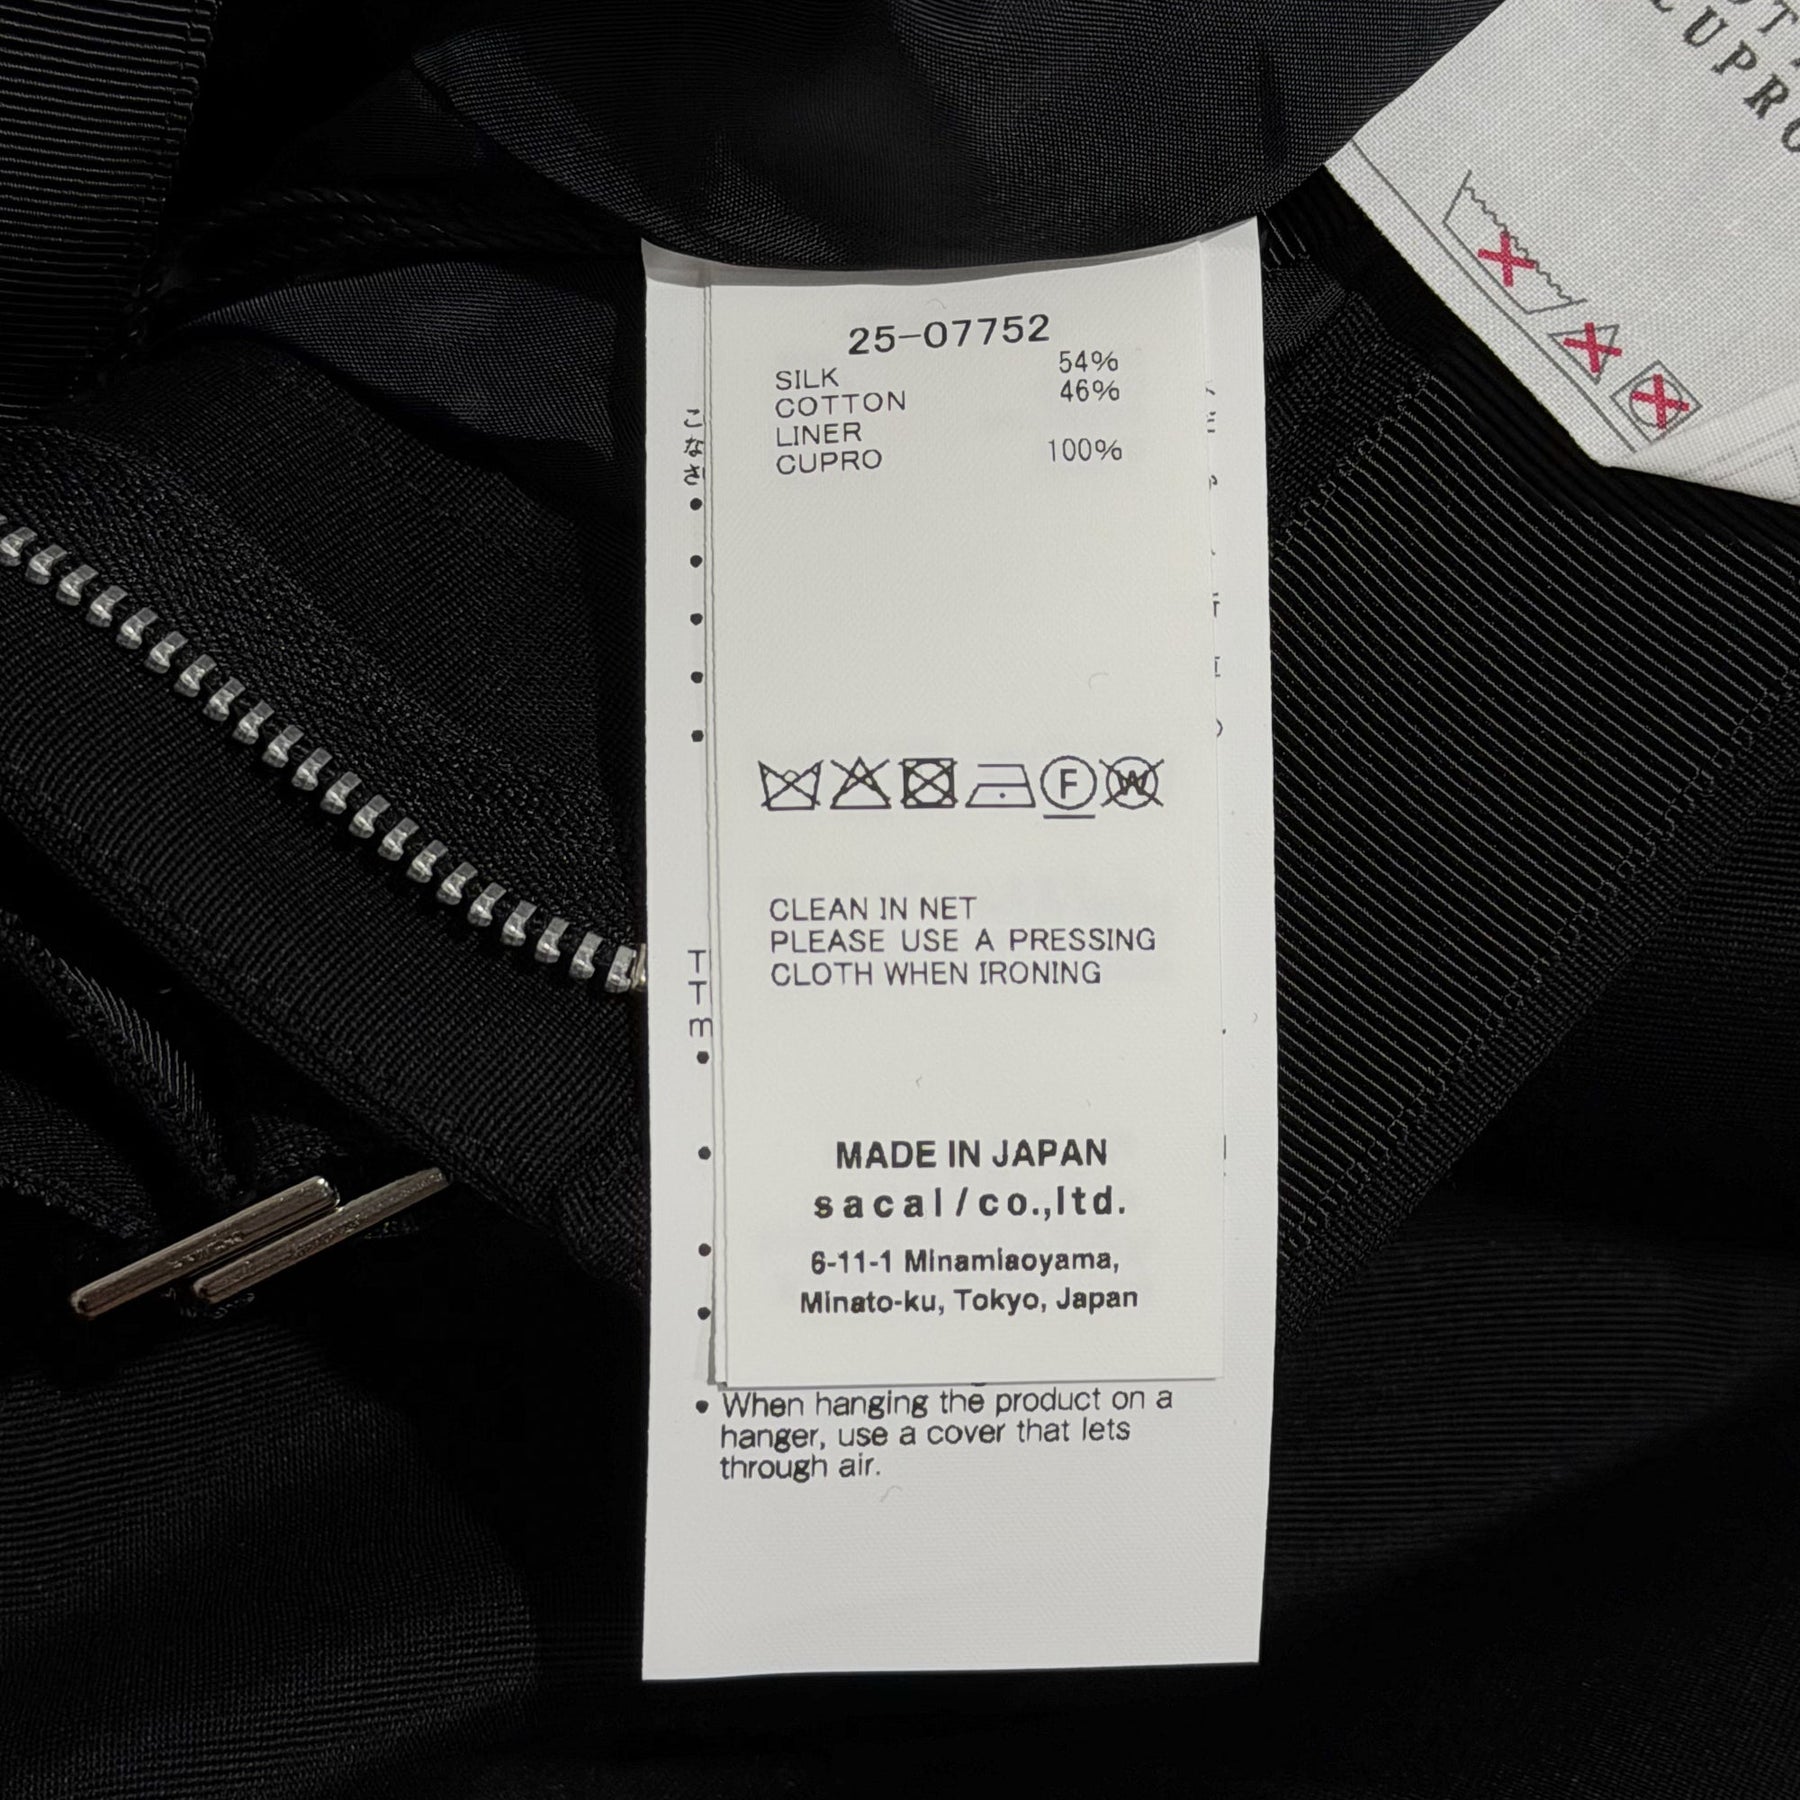 25-07752
SILK 54%
COTTON 46%
LINER
CUPRO 100%
F
W
CLEAN IN NET
PLEASE USE A PRESSING
CLOTH WHEN IRONING
MADE IN JAPAN
sacai/co.,ltd.
6-11-1 Minamiaoyama,
Minato-ku, Tokyo, Japan
• When hanging the product on a
hanger, use a cover that lets
through air.